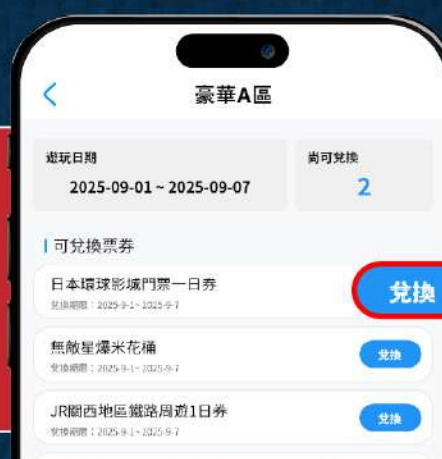 豪華A區
遊玩日期
2025-09-01 ~ 2025-09-07
尚可兌換
2
可兌換票券
日本環球影城門票一日券
兌換
兌換期限：2025-9-1~2025-9-7
無敵星爆米花桶
兌換
兌換期限：2025-9-1~2025-9-7
JR關西地區鐵路周遊1日券
兌換
兌換期限：2025-9-1~2025-9-7